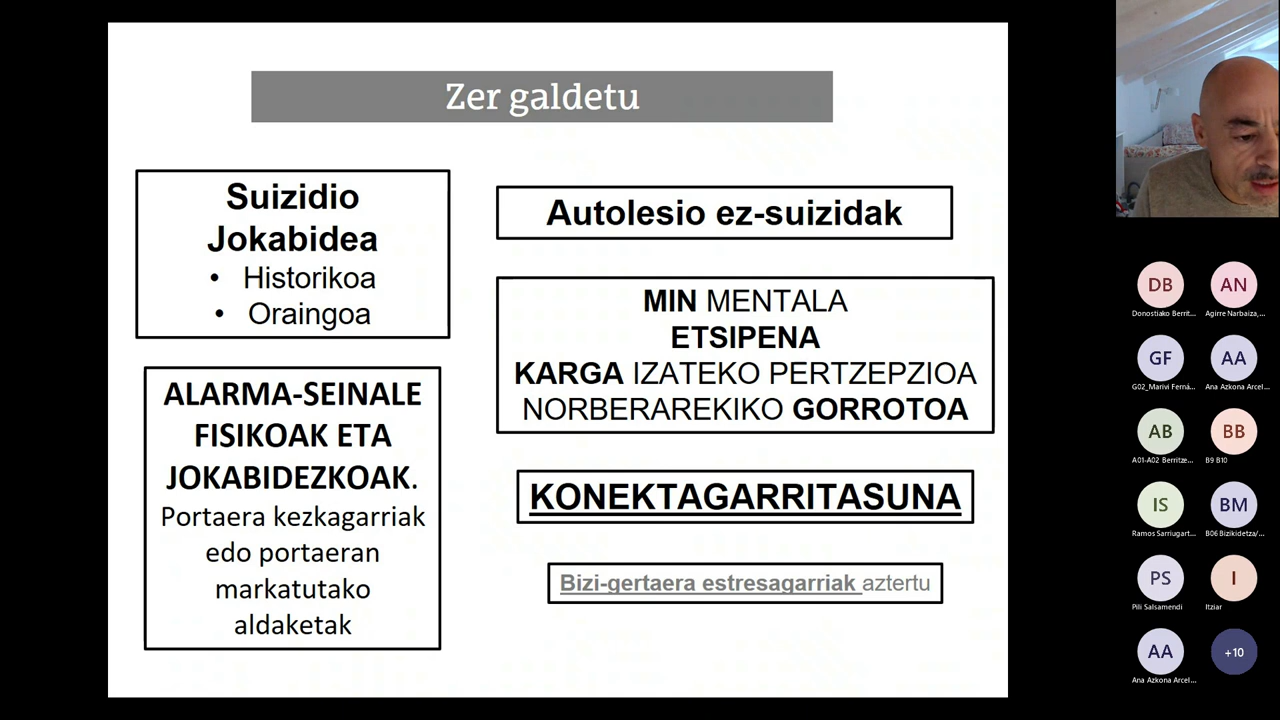 Zer galdetu
Suizidio
Jokabidea
• Historikoa
• Oraingoa
ALARMA-SEINALE
FISIKOAK ETA
JOKABIDEZKOAK.
Portaera kezkagarriak
edo portaeran
markatutako
aldaketak
Autolesio ez-suizidak
MIN MENTALA
ETSIPENA
KARGA IZATEKO PERTZEPZIOA
NORBERAREKIKO GORROTOA
KONEKTAGARRITASUNA
Bizi-gertaera estresagarriak aztertu
DB
AN
Donostiako Berrit...
Agirre Narbaiza,...
GF
AA
G02_Marivi Ferná...
Ana Azkona Arcel...
AB
BB
A01-A02 Berritze...
B9 B10
IS
BM
Ramos Sarriugart...
B06 Bizikidetza/...
PS
I
Pili Salsamendi
Itziar
AA
+10
Ana Azkona Arcel...